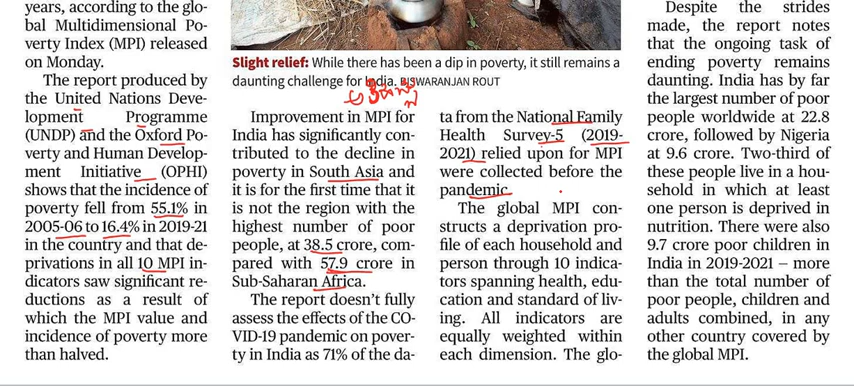 years, according to the glo-
bal Multidimensional Po-
verty Index (MPI) released
on Monday.
The report produced by
the United Nations Deve-
lopment Programme
(UNDP) and the Oxford Po-
verty and Human Develop-
ment Initiative (OPHI)
shows that the incidence of
poverty fell from 55.1% in
2005-06 to 16.4% in 2019-21
in the country and that de-
privations in all 10 MPI in-
dicators saw significant re-
ductions as a result of
which the MPI value and
incidence of poverty more
than halved.
Slight relief: While there has been a dip in poverty, it still remains a
daunting challenge for India. BISWARANJAN ROUT
Improvement in MPI for
India has significantly con-
tributed to the decline in
poverty in South Asia and
it is for the first time that it
is not the region with the
highest number of poor
people, at 38.5 crore, com-
pared with 57.9 crore in
Sub-Saharan Africa.
The report doesn't fully
assess the effects of the CO-
VID-19 pandemic on pover-
ty in India as 71% of the da-
ta from the National Family
Health Survey-5 (2019-
2021) relied upon for MPI
were collected before the
pandemic.
The global MPI con-
structs a deprivation pro-
file of each household and
person through 10 indica-
tors spanning health, edu-
cation and standard of liv-
ing. All indicators are
equally weighted within
each dimension. The glo-
Despite the strides
made, the report notes
that the ongoing task of
ending poverty remains
daunting. India has by far
the largest number of poor
people worldwide at 22.8
crore, followed by Nigeria
at 9.6 crore. Two-third of
these people live in a hou-
sehold in which at least
one person is deprived in
nutrition. There were also
9.7 crore poor children in
India in 2019-2021 – more
than the total number of
poor people, children and
adults combined, in any
other country covered by
the global MPI.